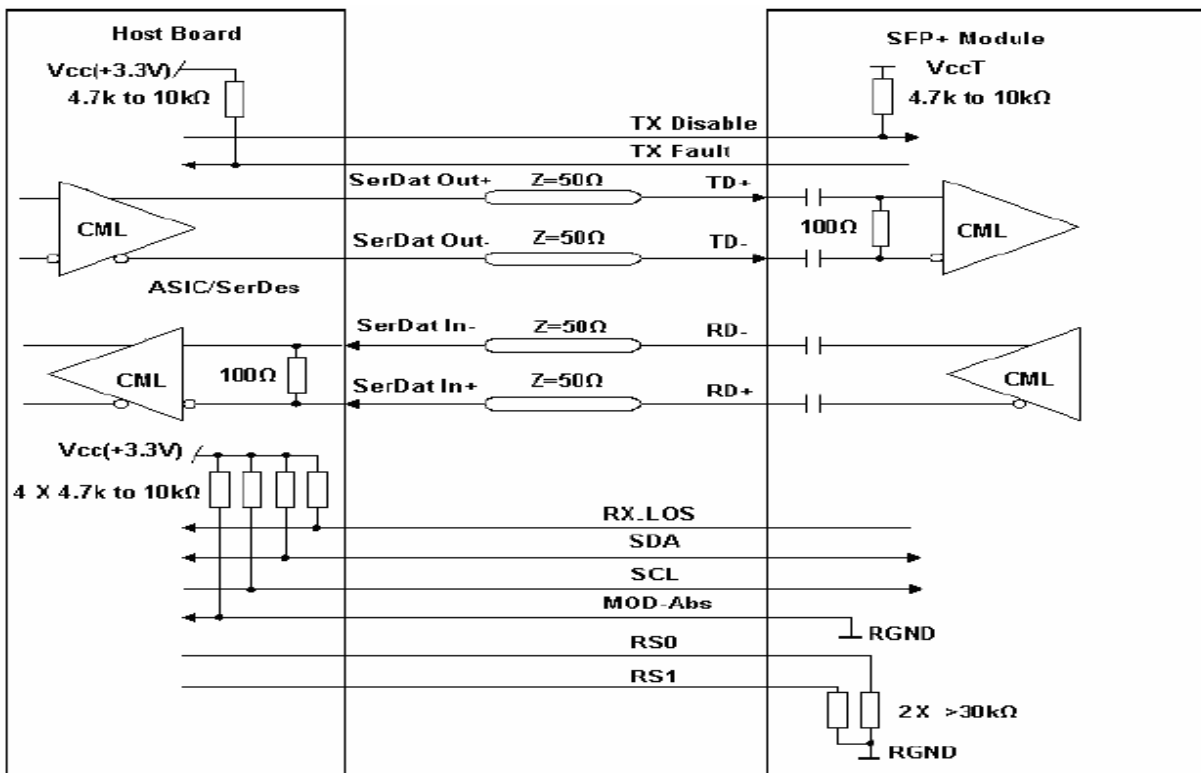 Host Board
SFP+ Module
Vcc(+3.3V)
4.7k to 10kΩ
VccT
4.7k to 10kΩ
TX Disable
TX Fault
SerDat Out+
Z=50Ω
TD+
CML
100Ω
CML
SerDat Out-
Z=50Ω
TD-
ASIC/SerDes
SerDat In-
Z=50Ω
RD-
CML
100Ω
CML
SerDat In+
Z=50Ω
RD+
Vcc(+3.3V)
4 X 4.7k to 10kΩ
RX_LOS
SDA
SCL
MOD-Abs
RGND
RS0
RS1
2X >30kΩ
RGND